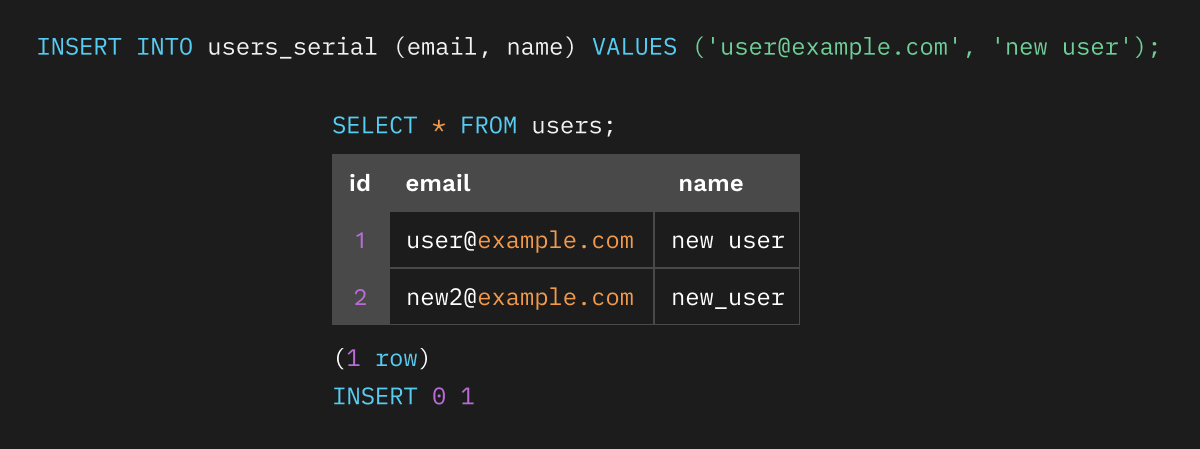 INSERT INTO users_serial (email, name) VALUES ('user@example.com', 'new user');
SELECT * FROM users;
id email name
1 user@example.com new user
2 new2@example.com new_user
(1 row)
INSERT 0 1